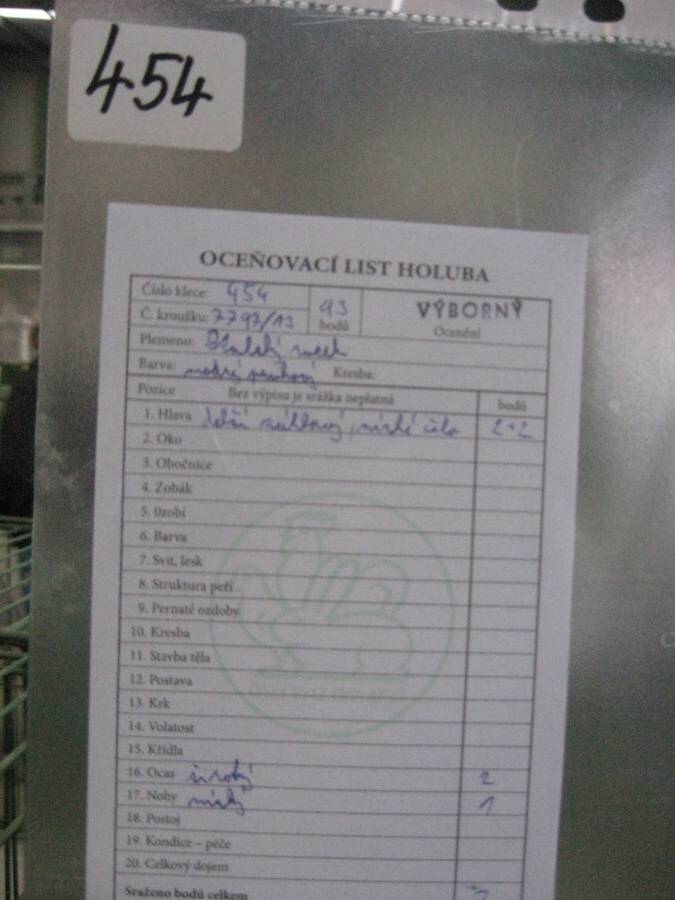 454
OCEŇOVACÍ LIST HOLUBA
Číslo klece: 454
93 bodů
VÝBORNÝ
Ocenění
Č. kroužku: 7797/13
Plemeno:
Barva: modrý Kresba:
Pozice Bez výpisu je srážka neplatná bodů
1. Hlava 2+2
2. Oko
3. Obočnice
4. Zobák
5. Ozobí
6. Barva
7. Svit, lesk
8. Struktura peří
9. Pernaté ozdoby
10. Kresba
11. Stavba těla
12. Postava
13. Krk
14. Volatost
15. Křídla
16. Ocas široký 2
17. Nohy 1
18. Postoj
19. Kondice – péče
20. Celkový dojem
Sraženo bodů celkem 7